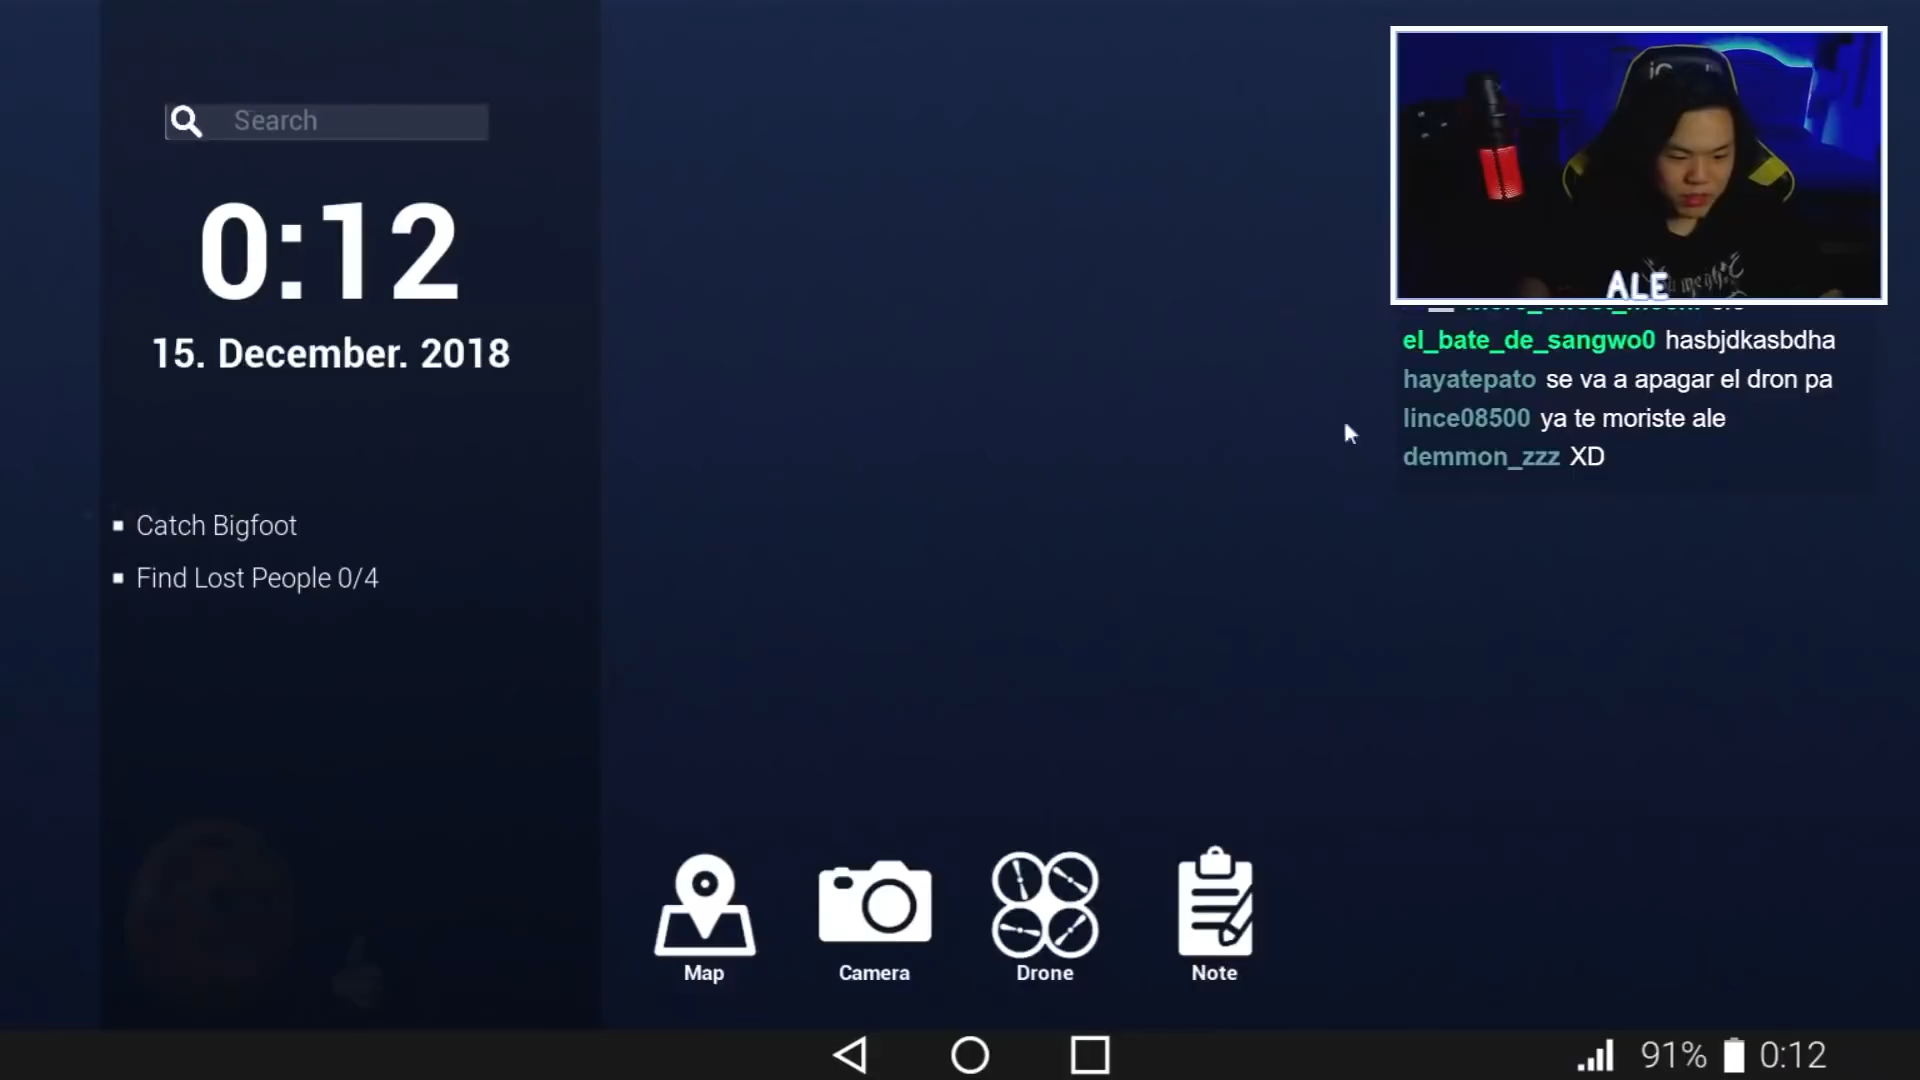 Search
0:12
15. December. 2018
Catch Bigfoot
Find Lost People 0/4
Map
Camera
Drone
Note
91%
0:12
ALE
el_bate_de_sangwo0 hasbjdkasbdha
hayatepato se va a apagar el dron pa
lince08500 ya te moriste ale
demmon_zzz XD